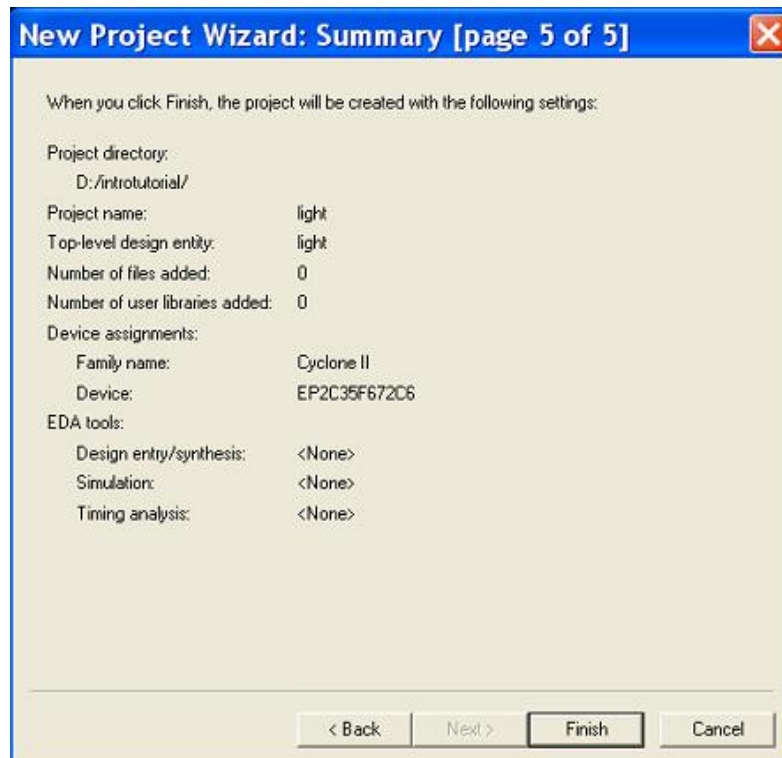 New Project Wizard: Summary [page 5 of 5]
When you click Finish, the project will be created with the following settings:
Project directory:
D:/introtutorial/
Project name: light
Top-level design entity: light
Number of files added: 0
Number of user libraries added: 0
Device assignments:
Family name: Cyclone II
Device: EP2C35F672C6
EDA tools:
Design entry/synthesis: <None>
Simulation: <None>
Timing analysis: <None>
< Back Next > Finish Cancel